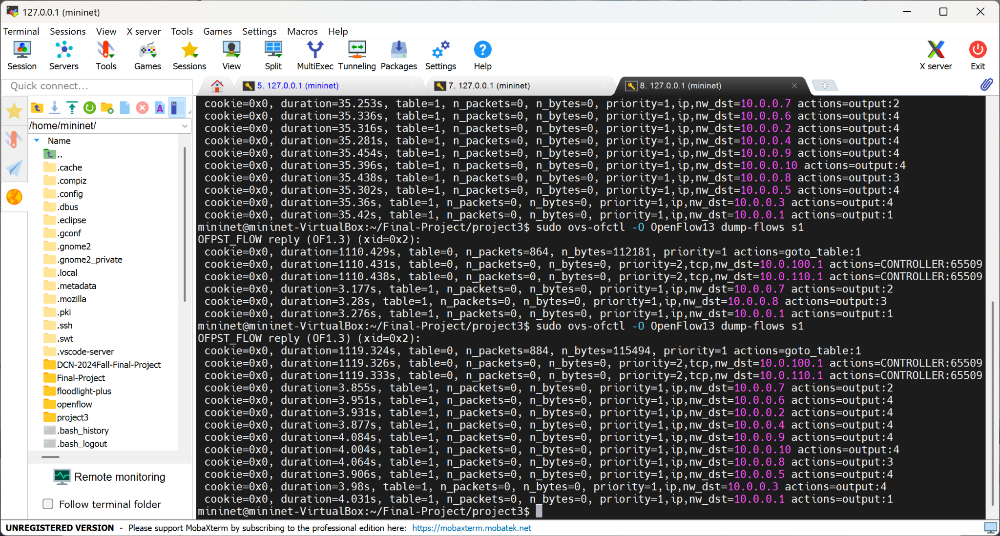 127.0.0.1 (mininet)
Terminal Sessions View X server Tools Games Settings Macros Help
Session Servers Tools Games Sessions View Split MultiExec Tunneling Packages Settings Help X server Exit
Quick connect...
5. 127.0.0.1 (mininet)
7. 127.0.0.1 (mininet)
8. 127.0.0.1 (mininet)
/home/mininet/
Name
..
.cache
.compiz
.config
.dbus
.eclipse
.gconf
.gnome2
.gnome2_private
.local
.metadata
.mozilla
.pki
.ssh
.swt
.vscode-server
DCN-2024Fall-Final-Project
Final-Project
floodlight-plus
openflow
project3
.bash_history
.bash_logout
Remote monitoring
Follow terminal folder
cookie=0x0, duration=35.253s, table=1, n_packets=0, n_bytes=0, priority=1,ip,nw_dst=10.0.0.7 actions=output:2
cookie=0x0, duration=35.336s, table=1, n_packets=0, n_bytes=0, priority=1,ip,nw_dst=10.0.0.6 actions=output:4
cookie=0x0, duration=35.316s, table=1, n_packets=0, n_bytes=0, priority=1,ip,nw_dst=10.0.0.2 actions=output:4
cookie=0x0, duration=35.281s, table=1, n_packets=0, n_bytes=0, priority=1,ip,nw_dst=10.0.0.4 actions=output:4
cookie=0x0, duration=35.454s, table=1, n_packets=0, n_bytes=0, priority=1,ip,nw_dst=10.0.0.9 actions=output:4
cookie=0x0, duration=35.396s, table=1, n_packets=0, n_bytes=0, priority=1,ip,nw_dst=10.0.0.10 actions=output:4
cookie=0x0, duration=35.438s, table=1, n_packets=0, n_bytes=0, priority=1,ip,nw_dst=10.0.0.8 actions=output:3
cookie=0x0, duration=35.302s, table=1, n_packets=0, n_bytes=0, priority=1,ip,nw_dst=10.0.0.5 actions=output:4
cookie=0x0, duration=35.36s, table=1, n_packets=0, n_bytes=0, priority=1,ip,nw_dst=10.0.0.3 actions=output:4
cookie=0x0, duration=35.42s, table=1, n_packets=0, n_bytes=0, priority=1,ip,nw_dst=10.0.0.1 actions=output:1
mininet@mininet-VirtualBox:~/Final-Project/project3$ sudo ovs-ofctl -O OpenFlow13 dump-flows s1
OFPST_FLOW reply (OF1.3) (xid=0x2):
cookie=0x0, duration=1110.429s, table=0, n_packets=864, n_bytes=112181, priority=1 actions=goto_table:1
cookie=0x0, duration=1110.431s, table=0, n_packets=0, n_bytes=0, priority=2,tcp,nw_dst=10.0.100.1 actions=CONTROLLER:65509
cookie=0x0, duration=1110.438s, table=0, n_packets=0, n_bytes=0, priority=2,tcp,nw_dst=10.0.110.1 actions=CONTROLLER:65509
cookie=0x0, duration=3.177s, table=1, n_packets=0, n_bytes=0, priority=1,ip,nw_dst=10.0.0.7 actions=output:2
cookie=0x0, duration=3.28s, table=1, n_packets=0, n_bytes=0, priority=1,ip,nw_dst=10.0.0.8 actions=output:3
cookie=0x0, duration=3.276s, table=1, n_packets=0, n_bytes=0, priority=1,ip,nw_dst=10.0.0.1 actions=output:1
mininet@mininet-VirtualBox:~/Final-Project/project3$ sudo ovs-ofctl -O OpenFlow13 dump-flows s1
OFPST_FLOW reply (OF1.3) (xid=0x2):
cookie=0x0, duration=1119.324s, table=0, n_packets=884, n_bytes=115494, priority=1 actions=goto_table:1
cookie=0x0, duration=1119.326s, table=0, n_packets=0, n_bytes=0, priority=2,tcp,nw_dst=10.0.100.1 actions=CONTROLLER:65509
cookie=0x0, duration=1119.333s, table=0, n_packets=0, n_bytes=0, priority=2,tcp,nw_dst=10.0.110.1 actions=CONTROLLER:65509
cookie=0x0, duration=3.855s, table=1, n_packets=0, n_bytes=0, priority=1,ip,nw_dst=10.0.0.7 actions=output:2
cookie=0x0, duration=3.951s, table=1, n_packets=0, n_bytes=0, priority=1,ip,nw_dst=10.0.0.6 actions=output:4
cookie=0x0, duration=3.931s, table=1, n_packets=0, n_bytes=0, priority=1,ip,nw_dst=10.0.0.2 actions=output:4
cookie=0x0, duration=3.877s, table=1, n_packets=0, n_bytes=0, priority=1,ip,nw_dst=10.0.0.4 actions=output:4
cookie=0x0, duration=4.084s, table=1, n_packets=0, n_bytes=0, priority=1,ip,nw_dst=10.0.0.9 actions=output:4
cookie=0x0, duration=4.004s, table=1, n_packets=0, n_bytes=0, priority=1,ip,nw_dst=10.0.0.10 actions=output:4
cookie=0x0, duration=4.064s, table=1, n_packets=0, n_bytes=0, priority=1,ip,nw_dst=10.0.0.8 actions=output:3
cookie=0x0, duration=3.906s, table=1, n_packets=0, n_bytes=0, priority=1,ip,nw_dst=10.0.0.5 actions=output:4
cookie=0x0, duration=3.98s, table=1, n_packets=0, n_bytes=0, priority=1,ip,nw_dst=10.0.0.3 actions=output:4
cookie=0x0, duration=4.031s, table=1, n_packets=0, n_bytes=0, priority=1,ip,nw_dst=10.0.0.1 actions=output:1
mininet@mininet-VirtualBox:~/Final-Project/project3$
UNREGISTERED VERSION - Please support MobaXterm by subscribing to the professional edition here: https://mobaxterm.mobatek.net